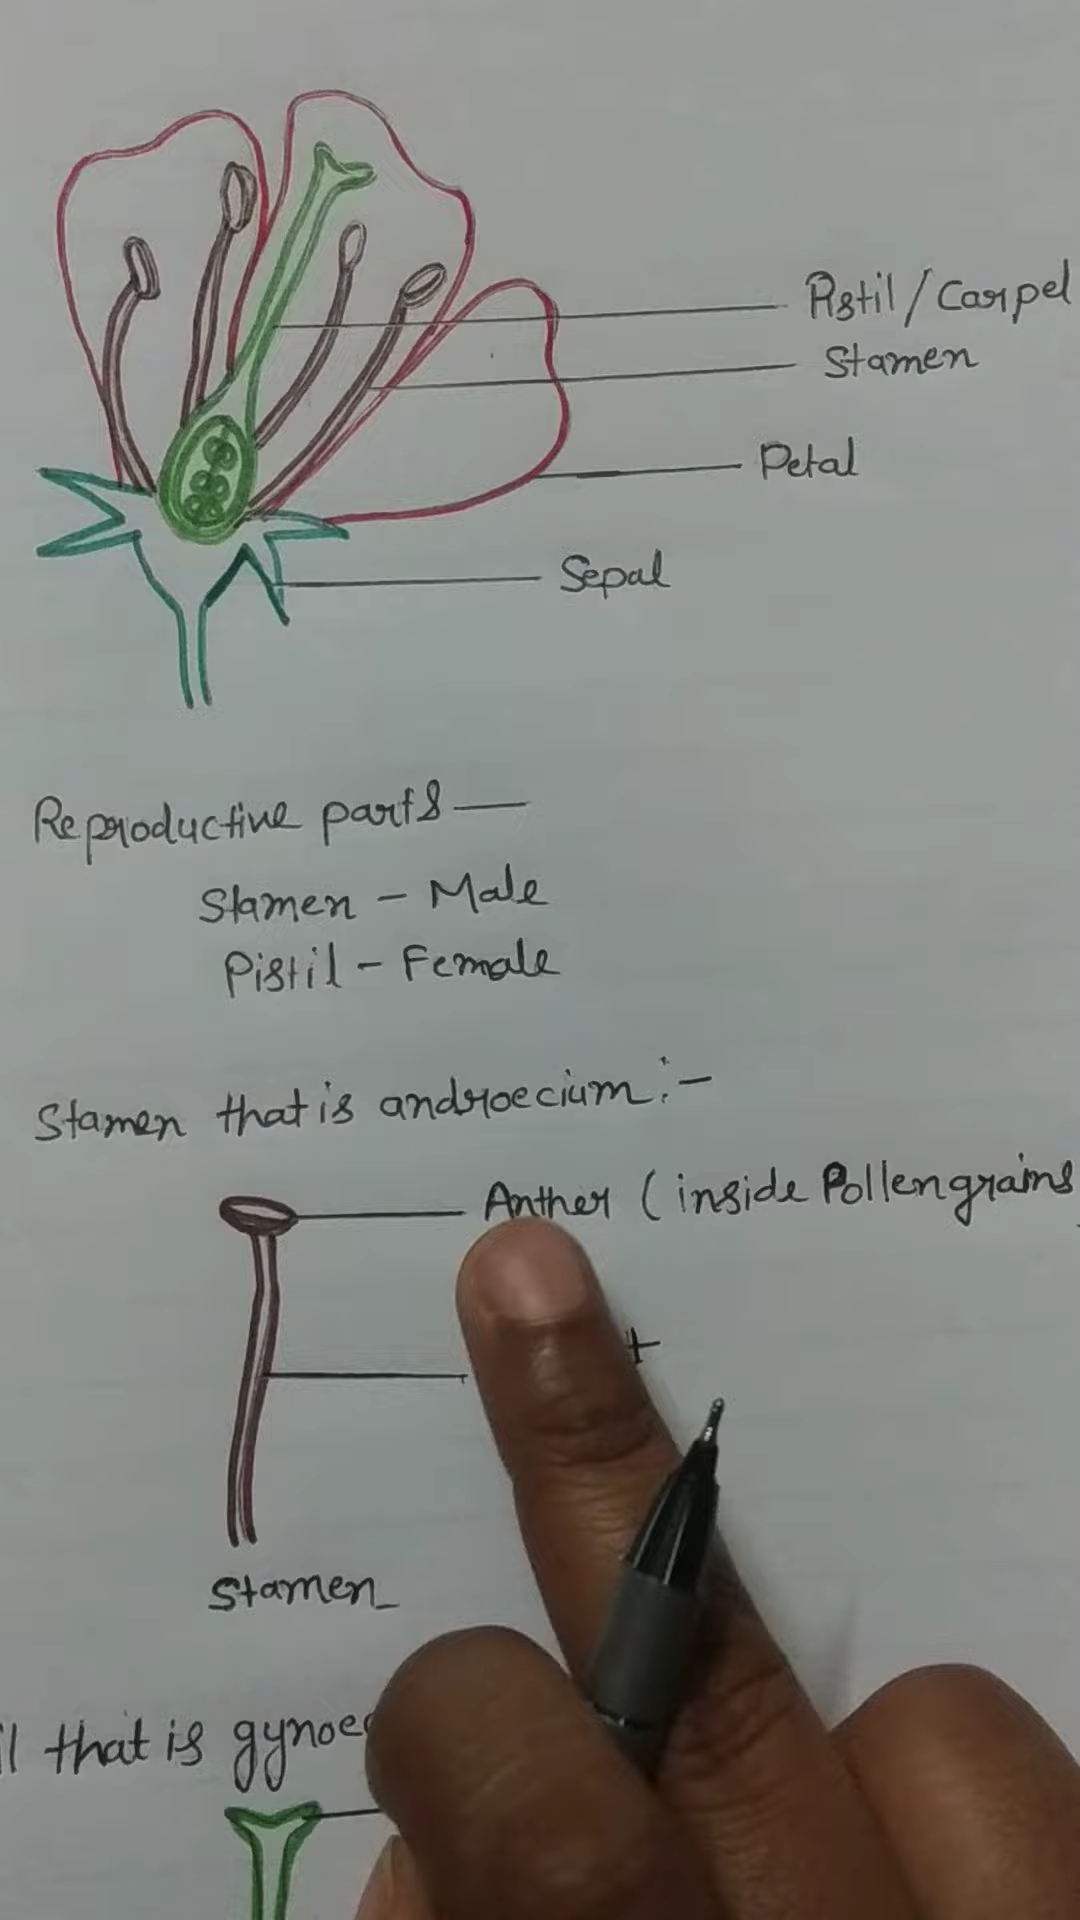 Pistil/Carpel
Stamen
Petal
Sepal
Reproductive parts —
Stamen - Male
Pistil - Female
Stamen that is androecium :-
Anther (inside Pollengrains
Stamen
that is